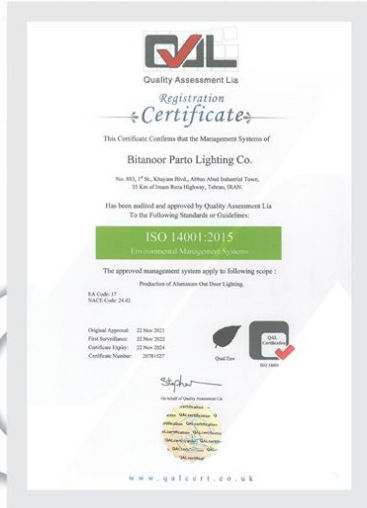 QAL
Quality Assessment Lia
Registration
Certificate
This Certificate Confirms that the Management Systems of
Bitanoor Parto Lighting Co.
No. 883, 1st St., Khayam Blvd., Abbas Abad Industrial Town,
33 Km of Imam Reza Highway, Tehran, IRAN.
Has been audited and approved by Quality Assessment Lia
To the Following Standards or Guidelines:
ISO 14001:2015
Environmental Management Systems
The approved management system apply to following scope :
Production of Aluminum Out Door Lighting.
EA Code: 17
NACE Code: 24.42
Original Approval: 22 Nov 2021
First Surveillance: 22 Nov 2022
Certificate Expiry: 22 Nov 2024
Certificate Number: 20781527
QAL
Certification
ISO 14001
On behalf of Quality Assessment Lia
QAL certification
www.qalcert.co.uk